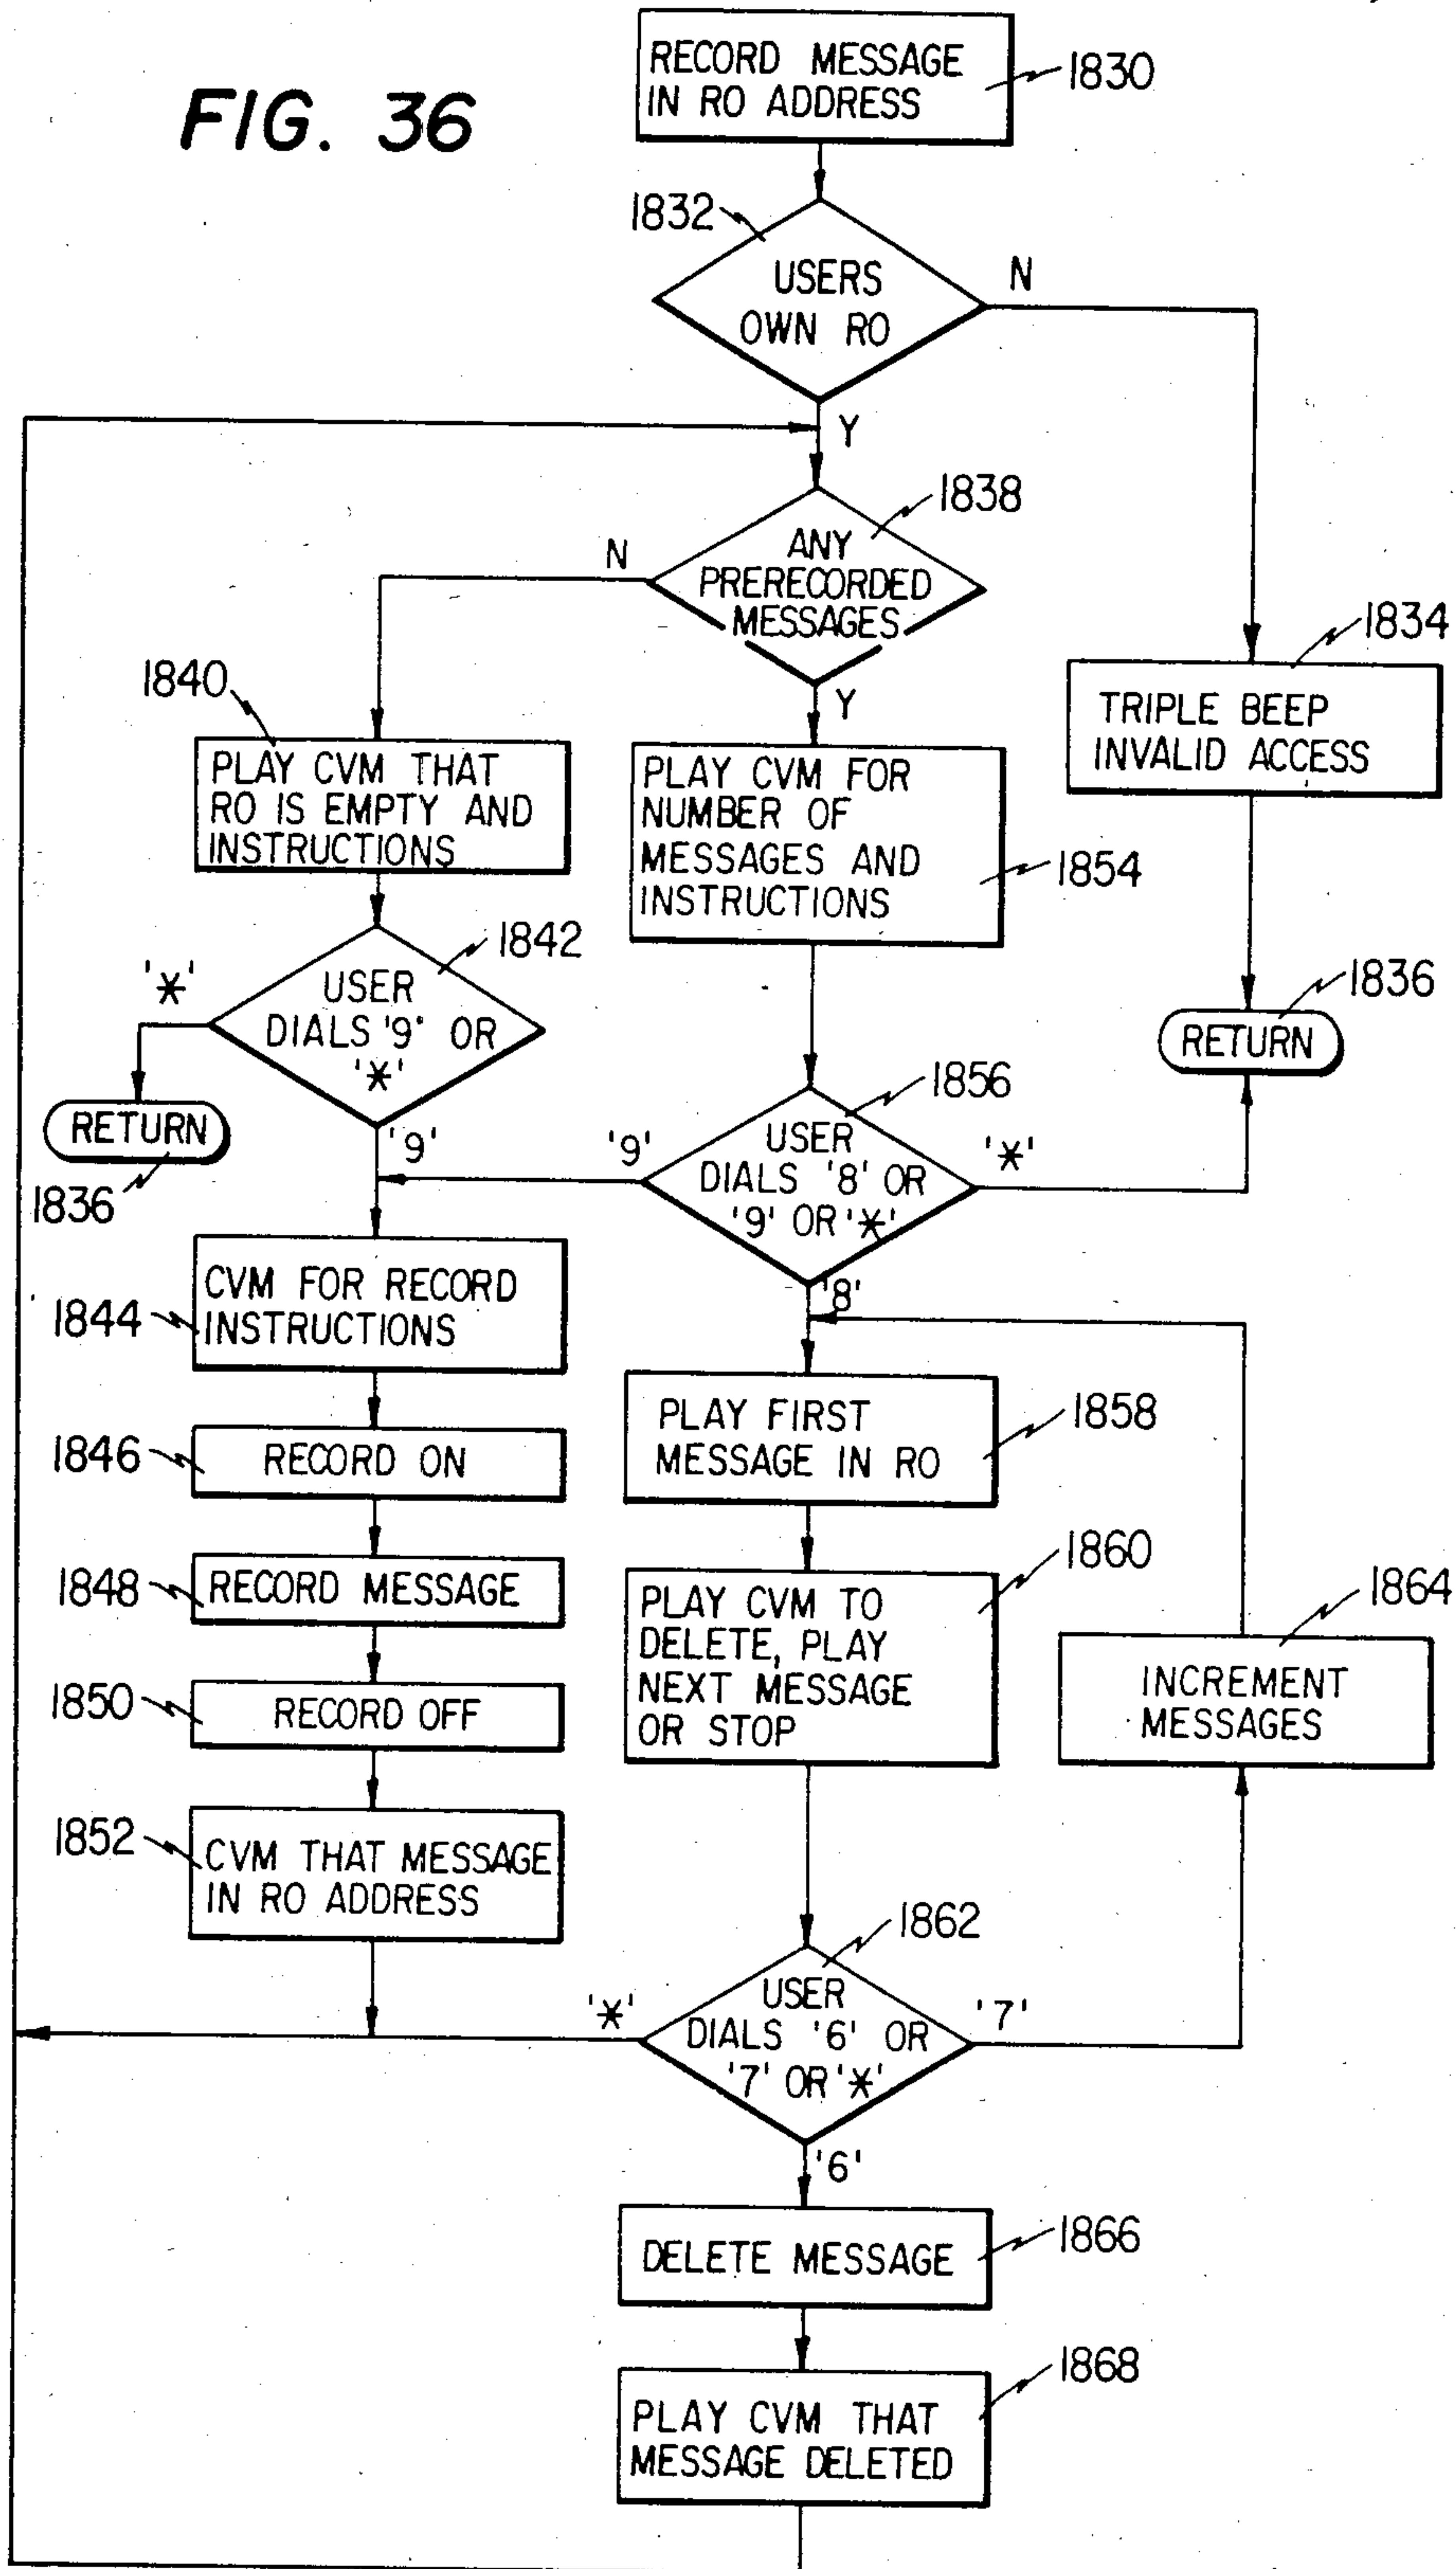 FIG. 36
RECORD MESSAGE
IN RO ADDRESS
1830
1832
USERS
OWN RO
N
Y
1838
ANY
PRERECORDED
MESSAGES
N
Y
1834
TRIPLE BEEP
INVALID ACCESS
1840
PLAY CVM THAT
RO IS EMPTY AND
INSTRUCTIONS
PLAY CVM FOR
NUMBER OF
MESSAGES AND
INSTRUCTIONS
1854
1842
USER
DIALS '9' OR
'*'
'*'
RETURN
1836
'9'
1836
RETURN
1856
USER
DIALS '8' OR
'9' OR '*'
'9'
'*'
'8'
CVM FOR RECORD
INSTRUCTIONS
1844
PLAY FIRST
MESSAGE IN RO
1858
1846
RECORD ON
1848
RECORD MESSAGE
1850
RECORD OFF
1852
CVM THAT MESSAGE
IN RO ADDRESS
1860
PLAY CVM TO
DELETE, PLAY
NEXT MESSAGE
OR STOP
1864
INCREMENT
MESSAGES
1862
USER
DIALS '6' OR
'7' OR '*'
'*'
'7'
'6'
DELETE MESSAGE
1866
1868
PLAY CVM THAT
MESSAGE DELETED